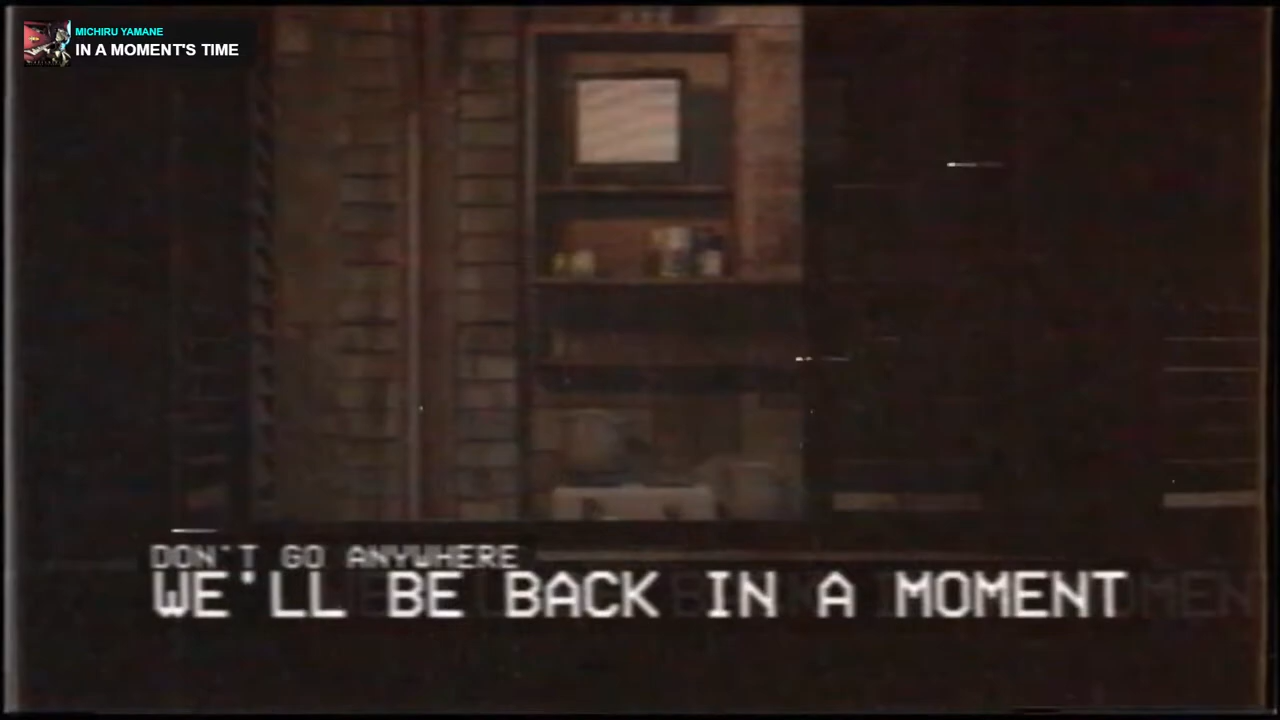 MICHIRU YAMANE
IN A MOMENT'S TIME
DON'T GO ANYWHERE
WE'LL BE BACK IN A MOMENT